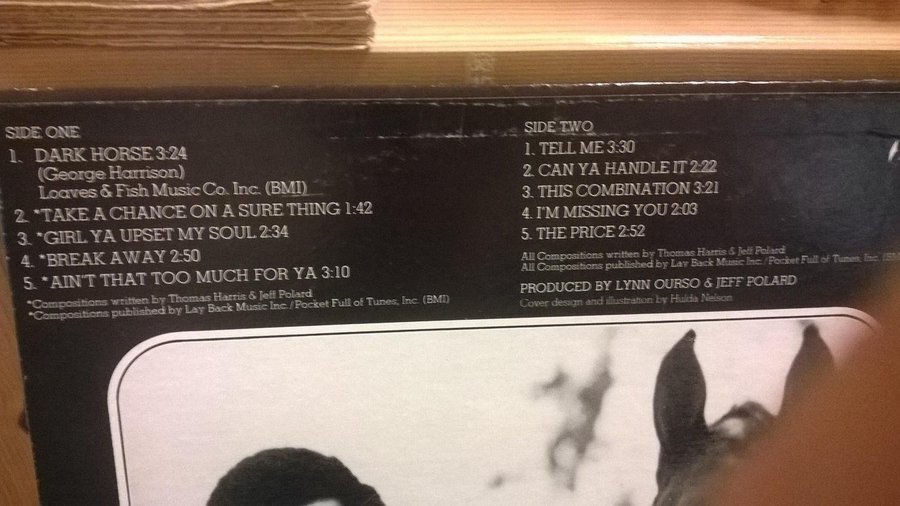 SIDE ONE
1. DARK HORSE 3:24
(George Harrison)
Loaves & Fish Music Co. Inc. (BMI)
2. *TAKE A CHANCE ON A SURE THING 1:42
3. *GIRL YA UPSET MY SOUL 2:34
4. *BREAK AWAY 2:50
5. *AIN'T THAT TOO MUCH FOR YA 3:10
*Compositions written by Thomas Harris & Jeff Polard
*Compositions published by Lay Back Music Inc./Pocket Full of Tunes, Inc. (BMI)
SIDE TWO
1. TELL ME 3:30
2. CAN YA HANDLE IT 2:22
3. THIS COMBINATION 3:21
4. I'M MISSING YOU 2:03
5. THE PRICE 2:52
All Compositions written by Thomas Harris & Jeff Polard
All Compositions published by Lay Back Music Inc./Pocket Full of Tunes, Inc.
PRODUCED BY LYNN OURSO & JEFF POLARD
Cover design and illustration by Hulda Nelson